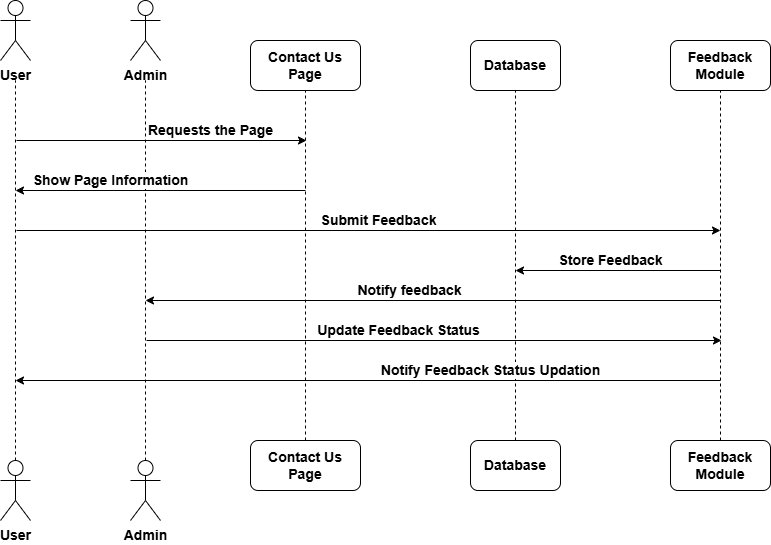 User
Admin
Contact Us
Page
Database
Feedback
Module
Requests the Page
Show Page Information
Submit Feedback
Store Feedback
Notify feedback
Update Feedback Status
Notify Feedback Status Updation
User
Admin
Contact Us
Page
Database
Feedback
Module